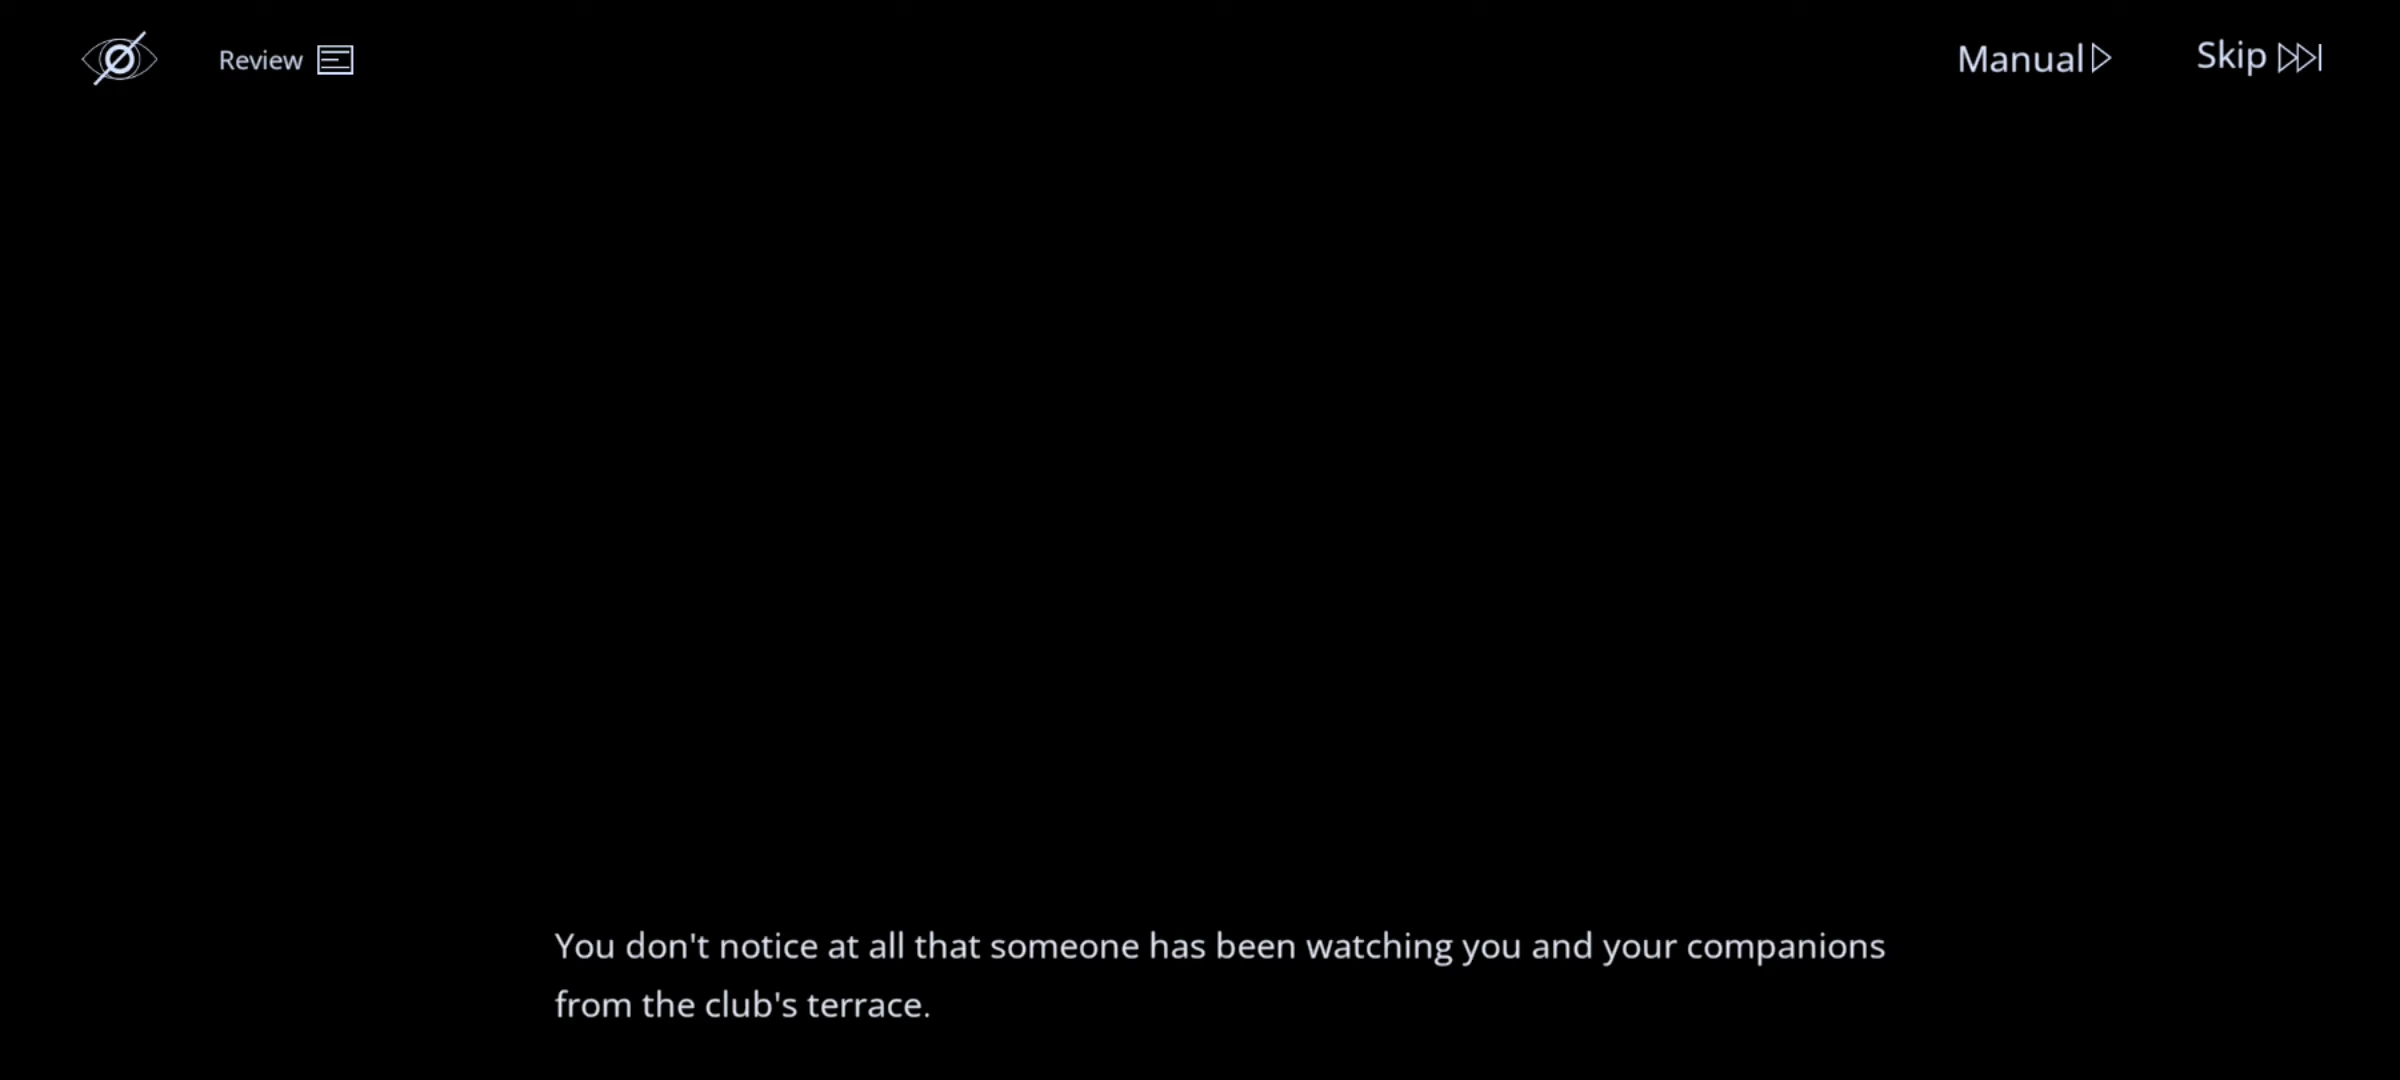 Review
Manual
Skip
You don't notice at all that someone has been watching you and your companions
from the club's terrace.